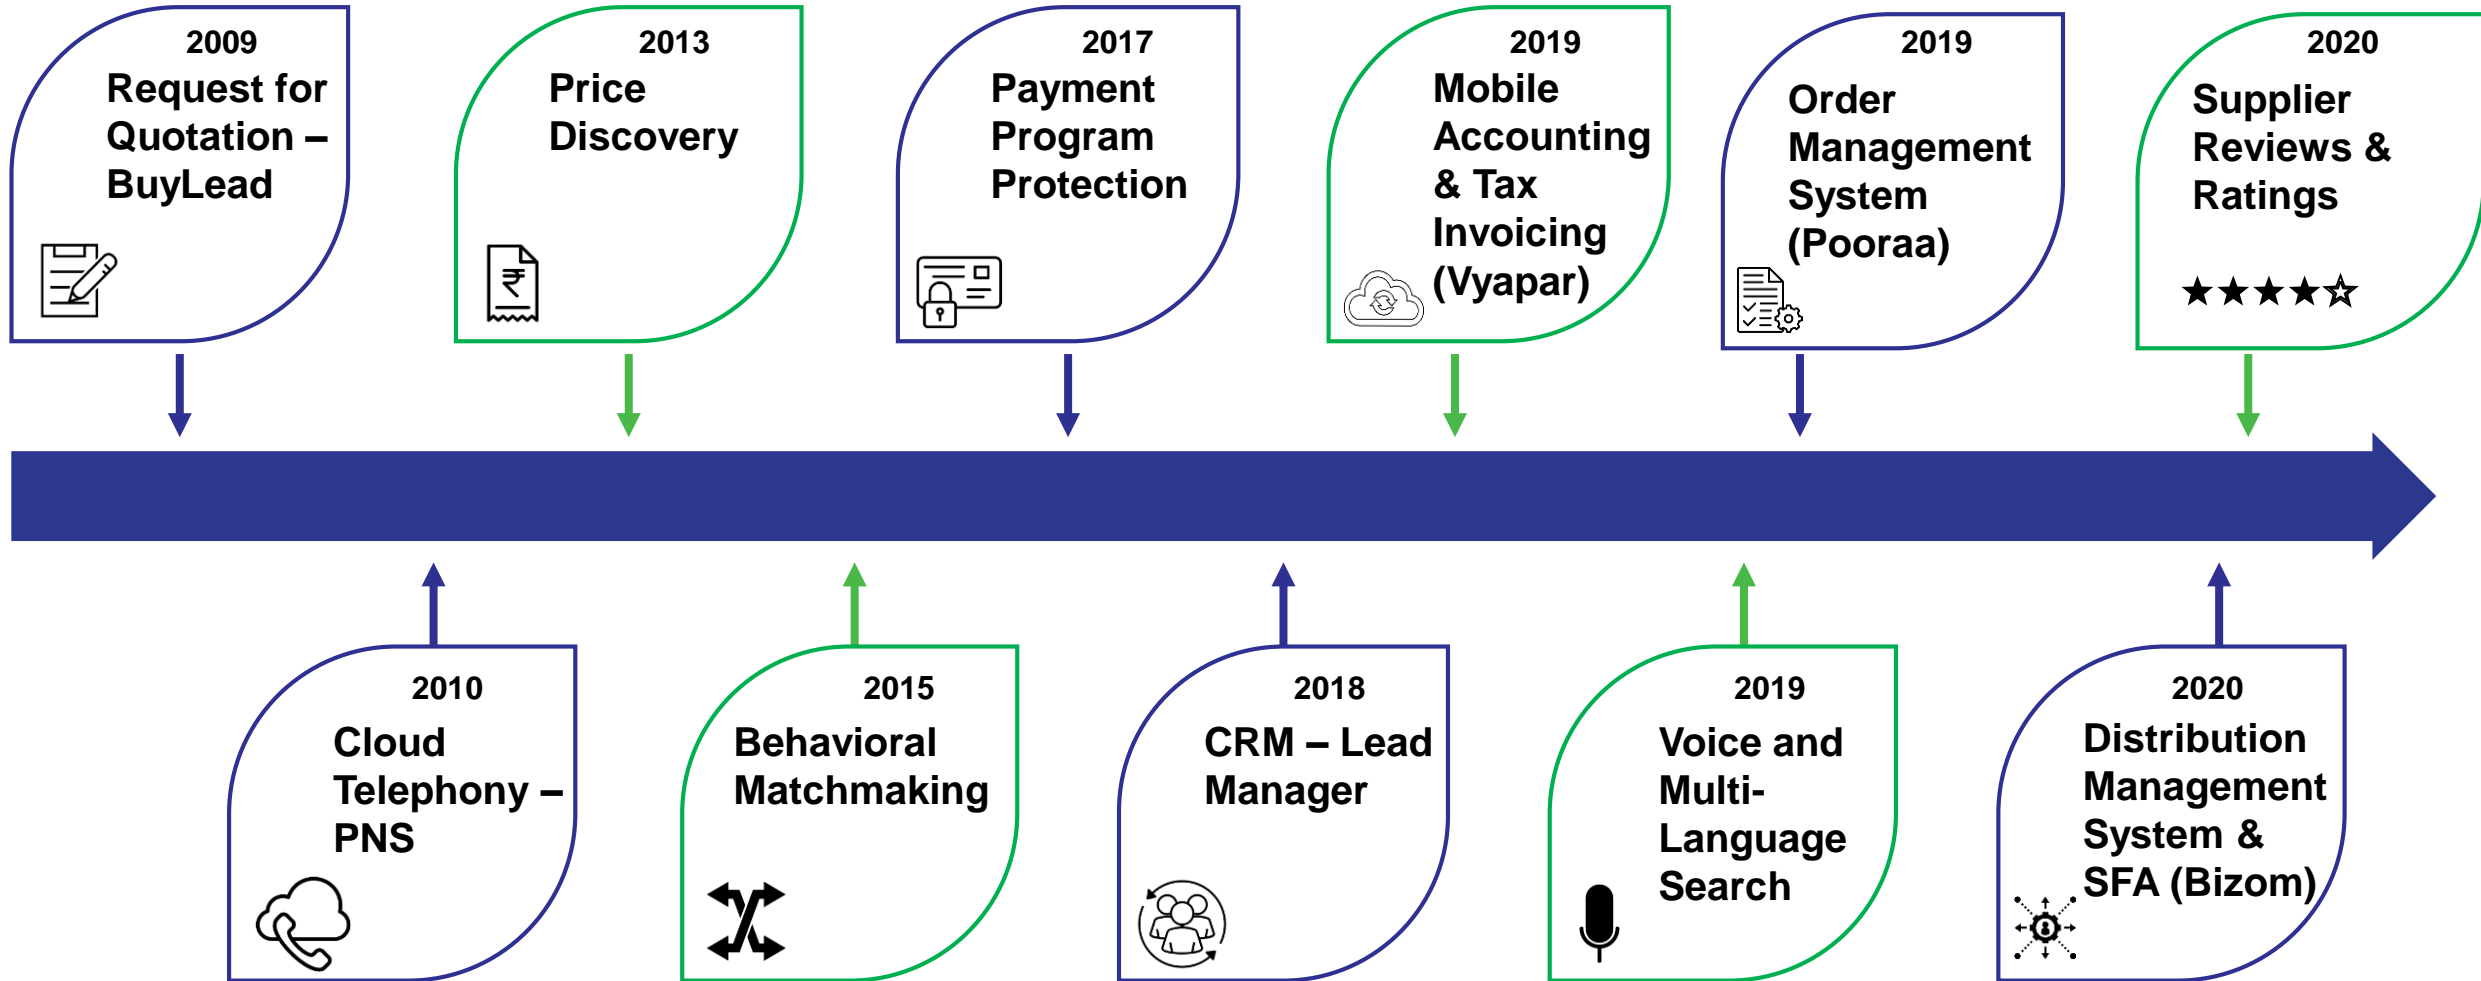 2009
Request for
Quotation –
BuyLead
2013
Price
Discovery
2017
Payment
Program
Protection
2019
Mobile
Accounting
& Tax
Invoicing
(Vyapar)
2019
Order
Management
System
(Pooraa)
2020
Supplier
Reviews &
Ratings
2010
Cloud
Telephony –
PNS
2015
Behavioral
Matchmaking
2018
CRM – Lead
Manager
2019
Voice and
Multi-
Language
Search
2020
Distribution
Management
System &
SFA (Bizom)